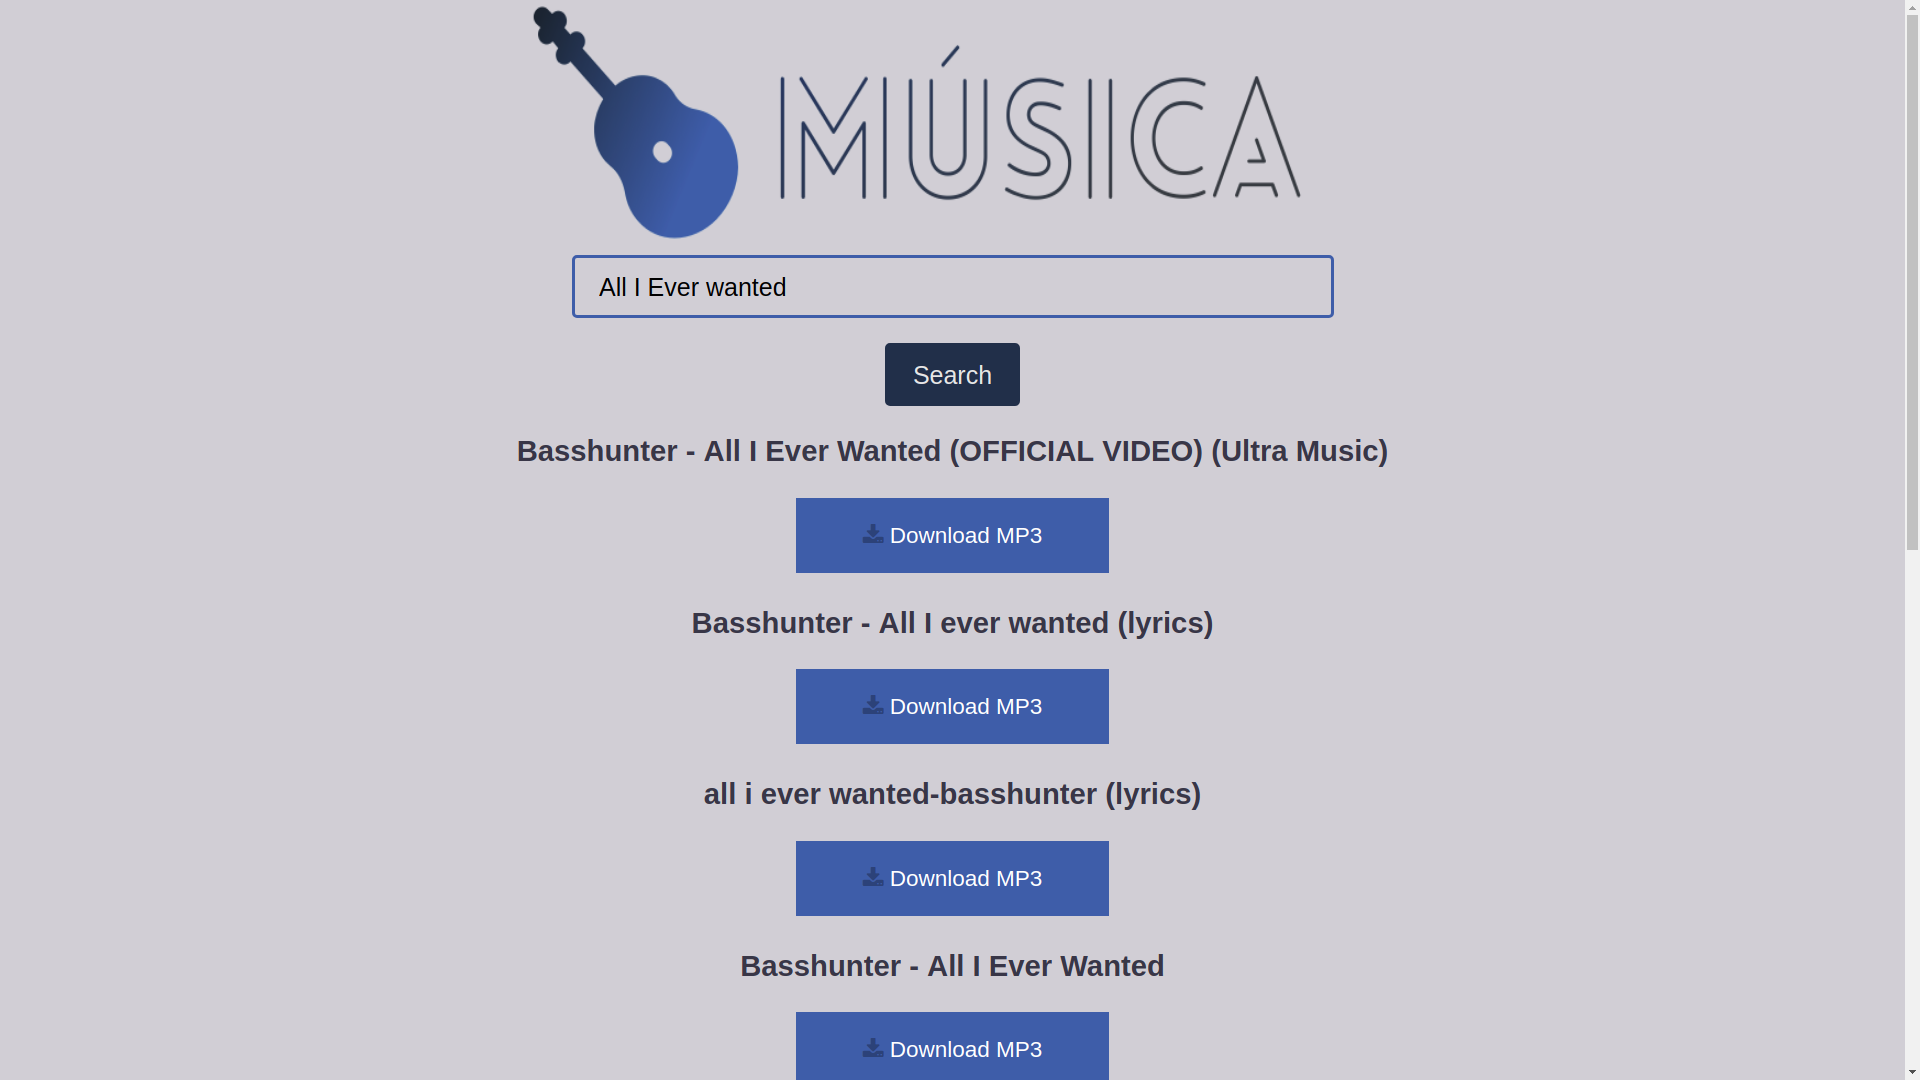 MÚSICA
All I Ever wanted
Search
Basshunter - All I Ever Wanted (OFFICIAL VIDEO) (Ultra Music)
Download MP3
Basshunter - All I ever wanted (lyrics)
Download MP3
all i ever wanted-basshunter (lyrics)
Download MP3
Basshunter - All I Ever Wanted
Download MP3